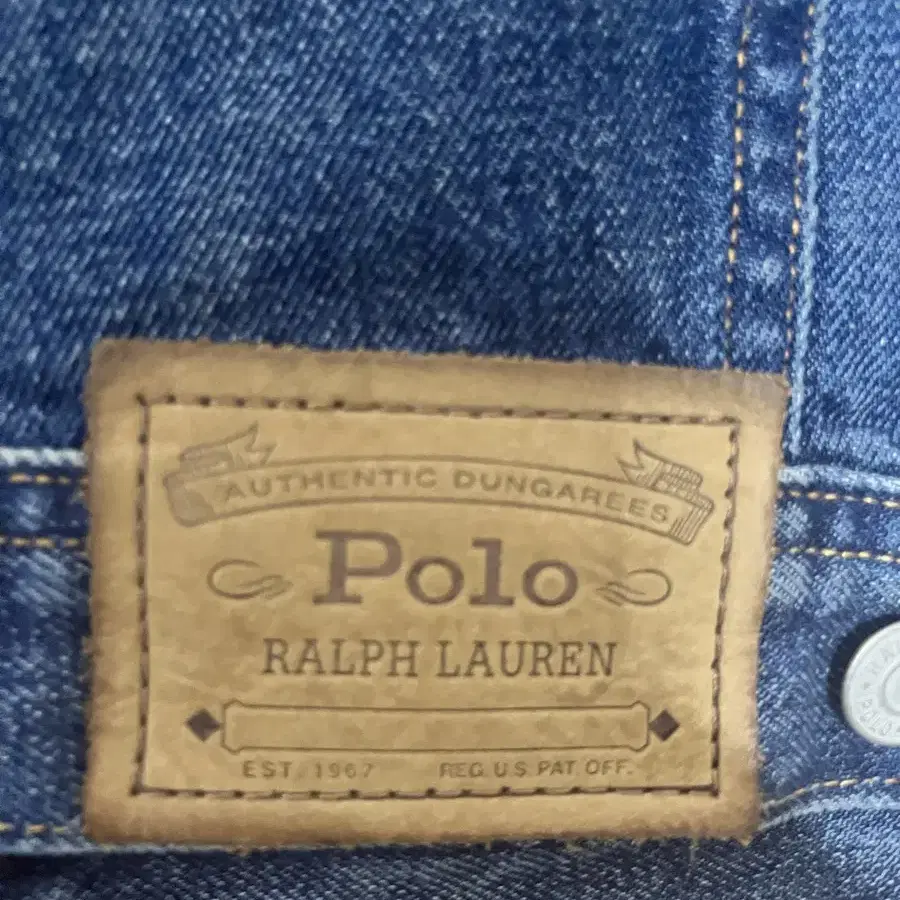 AUTHENTIC DUNGAREES
Polo
RALPH LAUREN
EST. 1967 REG. U.S. PAT. OFF.